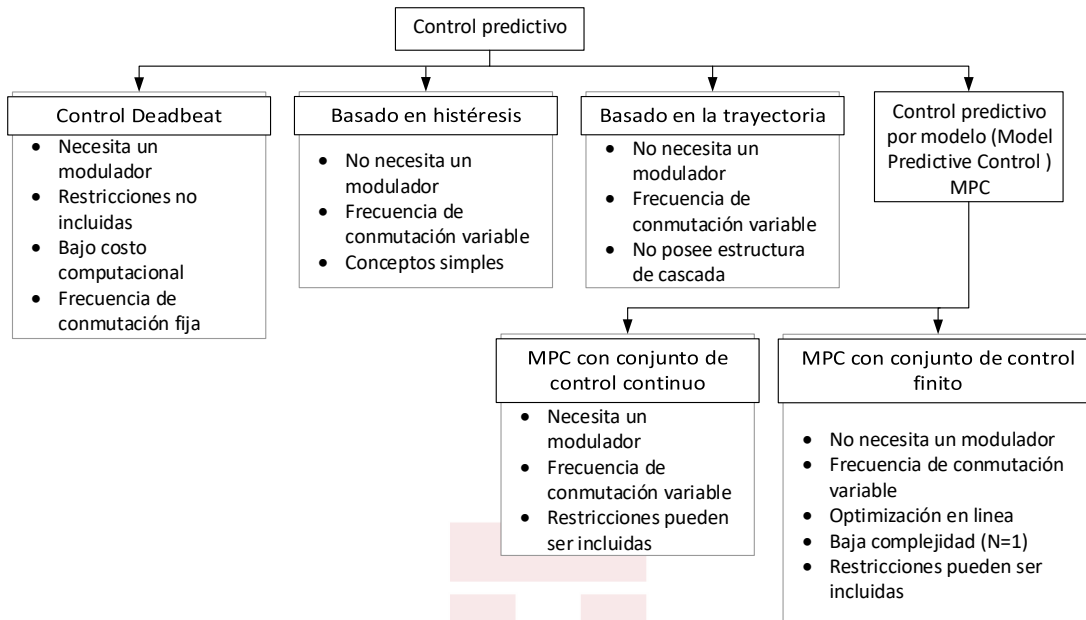 Control predictivo
Control Deadbeat
• Necesita un
modulador
• Restricciones no
incluidas
• Bajo costo
computacional
• Frecuencia de
conmutación fija
Basado en histéresis
• No necesita un
modulador
• Frecuencia de
conmutación variable
• Conceptos simples
Basado en la trayectoria
• No necesita un
modulador
• Frecuencia de
conmutación variable
• No posee estructura
de cascada
Control predictivo
por modelo (Model
Predictive Control )
MPC
MPC con conjunto de
control continuo
• Necesita un
modulador
• Frecuencia de
conmutación variable
• Restricciones pueden
ser incluidas
MPC con conjunto de control
finito
• No necesita un modulador
• Frecuencia de conmutación
variable
• Optimización en linea
• Baja complejidad (N=1)
• Restricciones pueden ser
incluidas